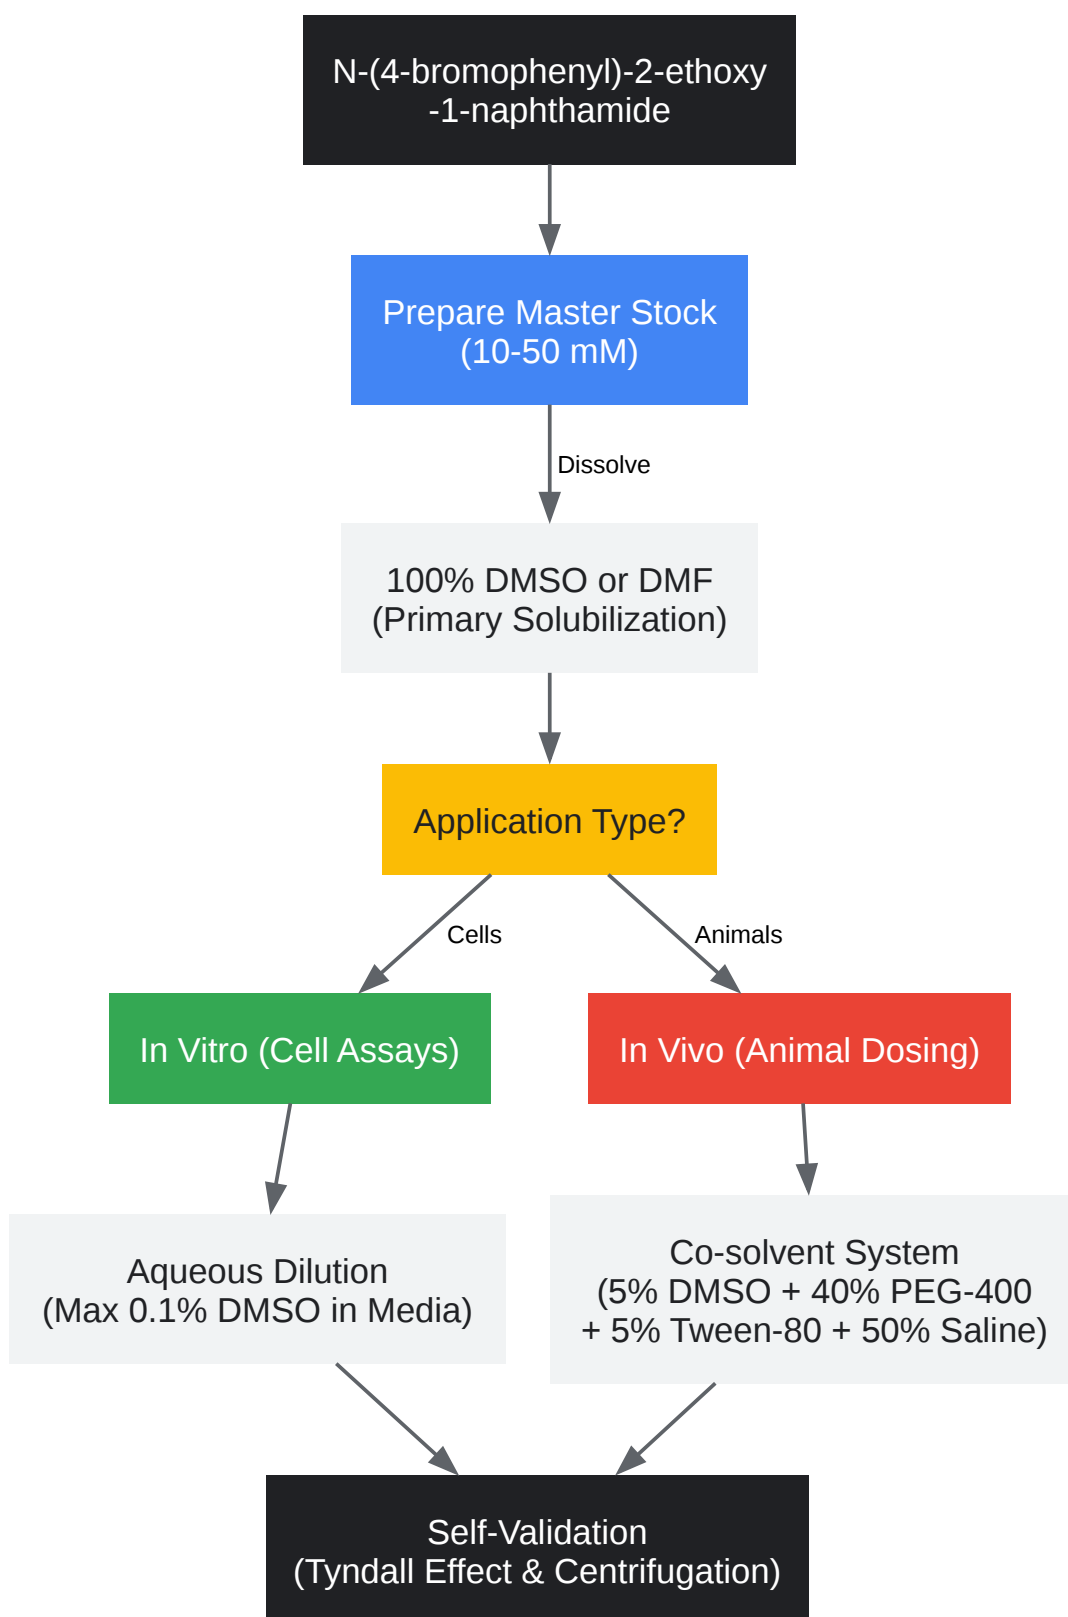 N-(4-bromophenyl)-2-ethoxy
-1-naphthamide
Prepare Master Stock
(10-50 mM)
Dissolve
100% DMSO or DMF
(Primary Solubilization)
Application Type?
Cells
Animals
In Vitro (Cell Assays)
In Vivo (Animal Dosing)
Aqueous Dilution
(Max 0.1% DMSO in Media)
Co-solvent System
(5% DMSO + 40% PEG-400
+ 5% Tween-80 + 50% Saline)
Self-Validation
(Tyndall Effect & Centrifugation)